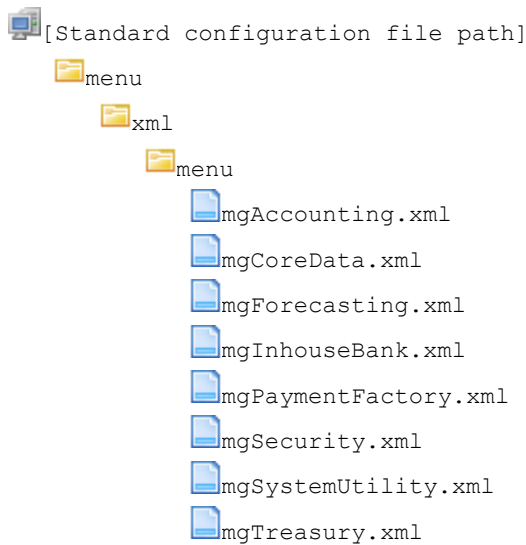 [Standard configuration file path]
menu
xml
menu
mgAccounting.xml
mgCoreData.xml
mgForecasting.xml
mgInhouseBank.xml
mgPaymentFactory.xml
mgSecurity.xml
mgSystemUtility.xml
mgTreasury.xml